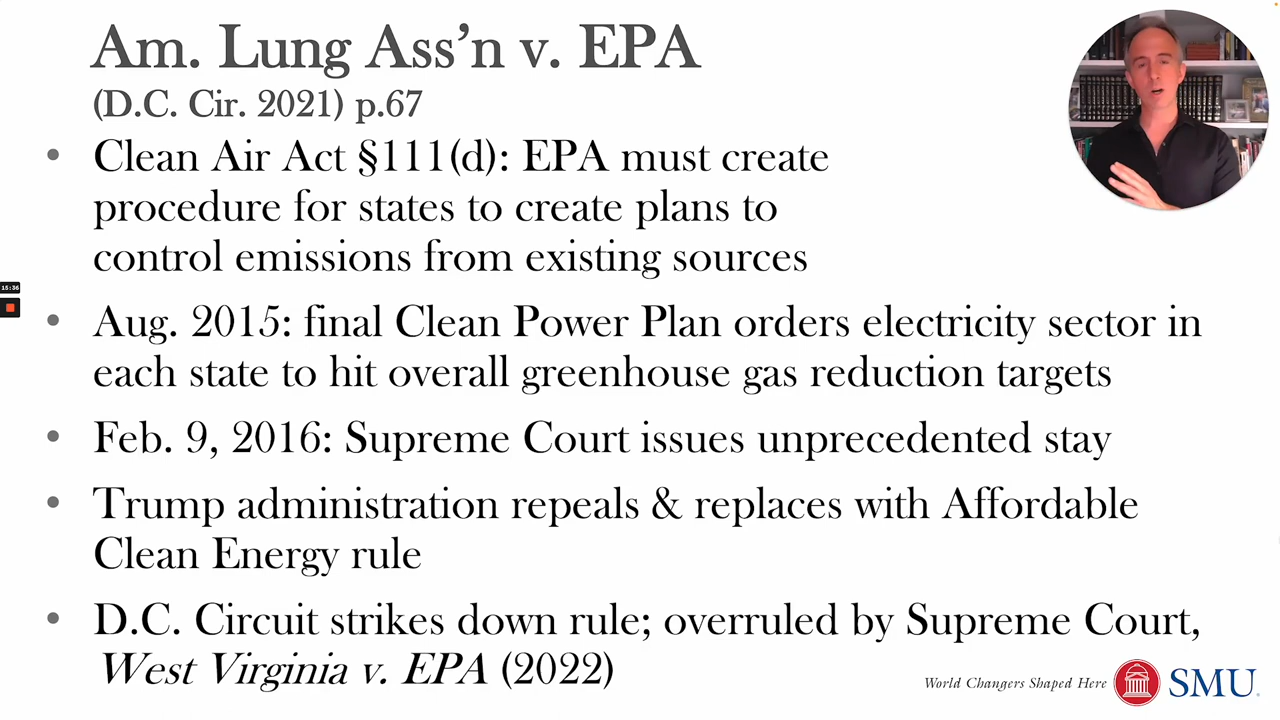 Am. Lung Ass’n v. EPA
(D.C. Cir. 2021) p.67
• Clean Air Act §111(d): EPA must create
procedure for states to create plans to
control emissions from existing sources
15:36
• Aug. 2015: final Clean Power Plan orders electricity sector in
each state to hit overall greenhouse gas reduction targets
• Feb. 9, 2016: Supreme Court issues unprecedented stay
• Trump administration repeals & replaces with Affordable
Clean Energy rule
• D.C. Circuit strikes down rule; overruled by Supreme Court,
West Virginia v. EPA (2022)
World Changers Shaped Here
SMU